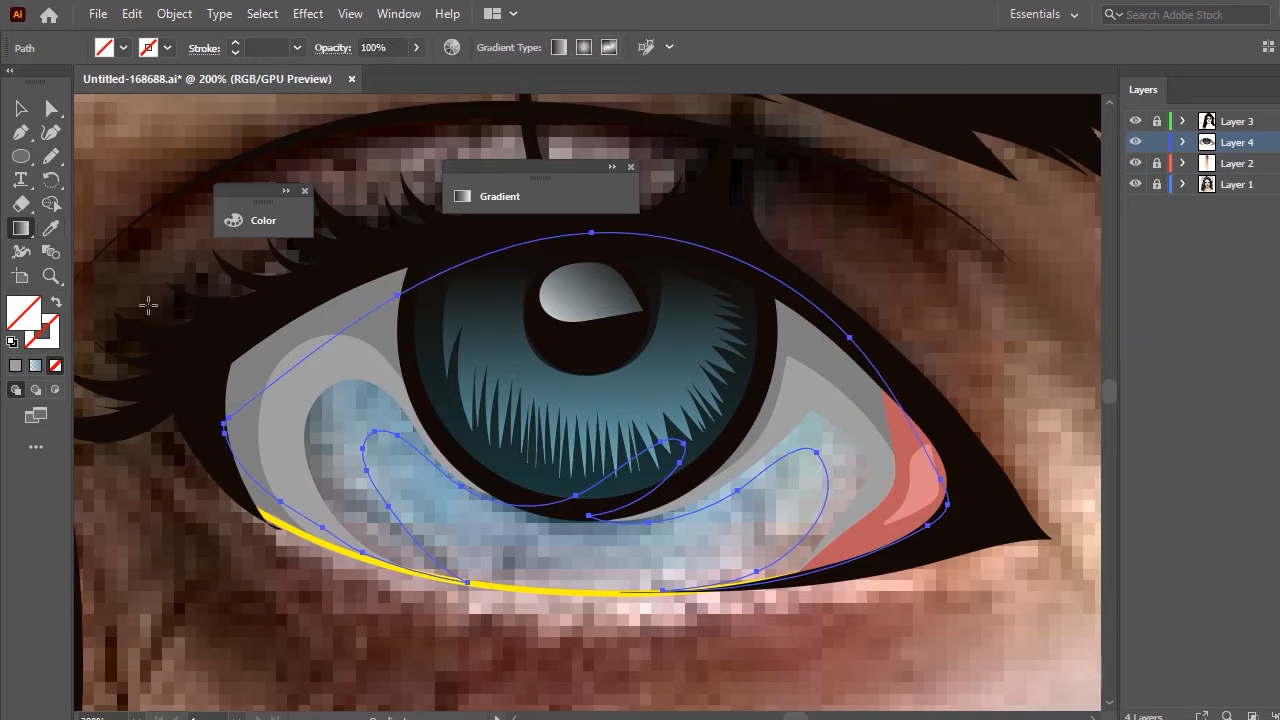 Ai File Edit Object Type Select Effect View Window Help Essentials Search Adobe Stock
Path Stroke: Opacity: 100% Gradient Type:
Untitled-168688.ai* @ 200% (RGB/GPU Preview)
Layers
Layer 3
Layer 4
Layer 2
Layer 1
Gradient
Color
4 Layers